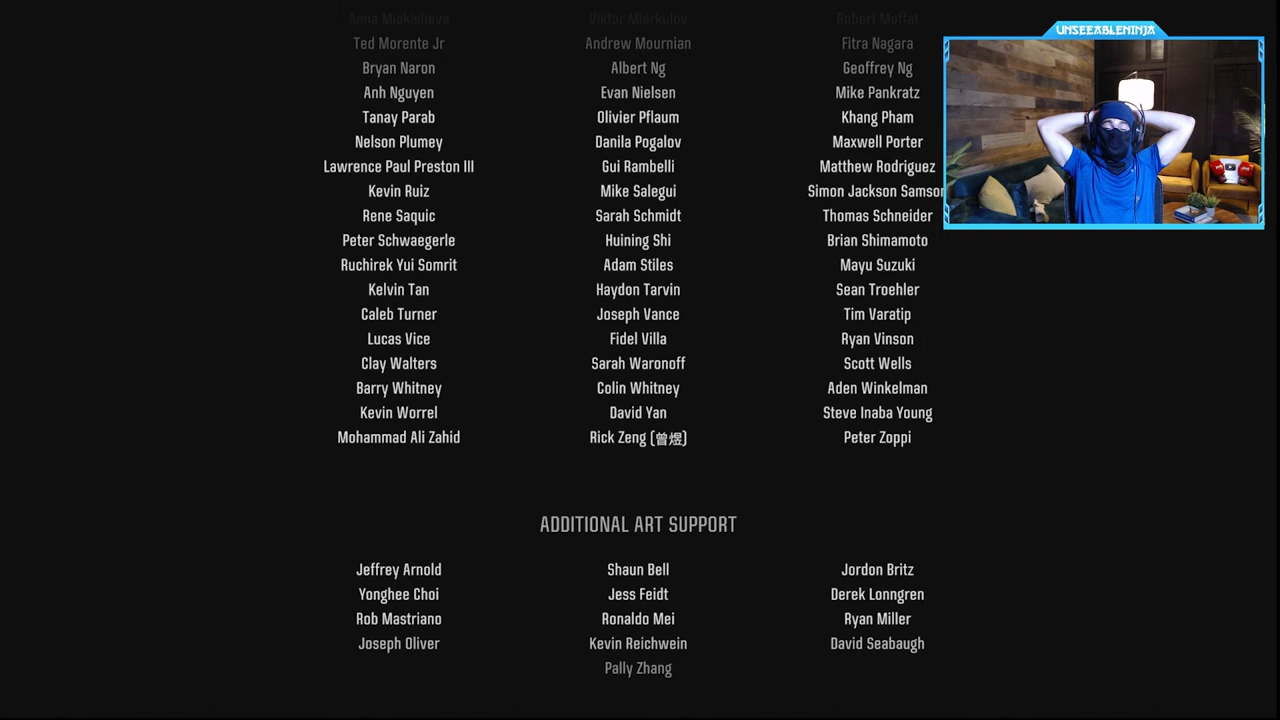 Anna Miakisheva Viktor Mierkulov Robert Moffat
UNSEEABLENINJA
Ted Morente Jr Andrew Mournian Fitra Nagara
Bryan Naron Albert Ng Geoffrey Ng
Anh Nguyen Evan Nielsen Mike Pankratz
Tanay Parab Olivier Pflaum Khang Pham
Nelson Plumey Danila Pogalov Maxwell Porter
Lawrence Paul Preston III Gui Rambelli Matthew Rodriguez
Kevin Ruiz Mike Salegui Simon Jackson Samson
Rene Saquic Sarah Schmidt Thomas Schneider
Peter Schwaegerle Huining Shi Brian Shimamoto
Ruchirek Yui Somrit Adam Stiles Mayu Suzuki
Kelvin Tan Haydon Tarvin Sean Troehler
Caleb Turner Joseph Vance Tim Varatip
Lucas Vice Fidel Villa Ryan Vinson
Clay Walters Sarah Waronoff Scott Wells
Barry Whitney Colin Whitney Aden Winkelman
Kevin Worrel David Yan Steve Inaba Young
Mohammad Ali Zahid Rick Zeng (曾煜) Peter Zoppi
ADDITIONAL ART SUPPORT
Jeffrey Arnold Shaun Bell Jordon Britz
Yonghee Choi Jess Feidt Derek Lonngren
Rob Mastriano Ronaldo Mei Ryan Miller
Joseph Oliver Kevin Reichwein David Seabaugh
Pally Zhang